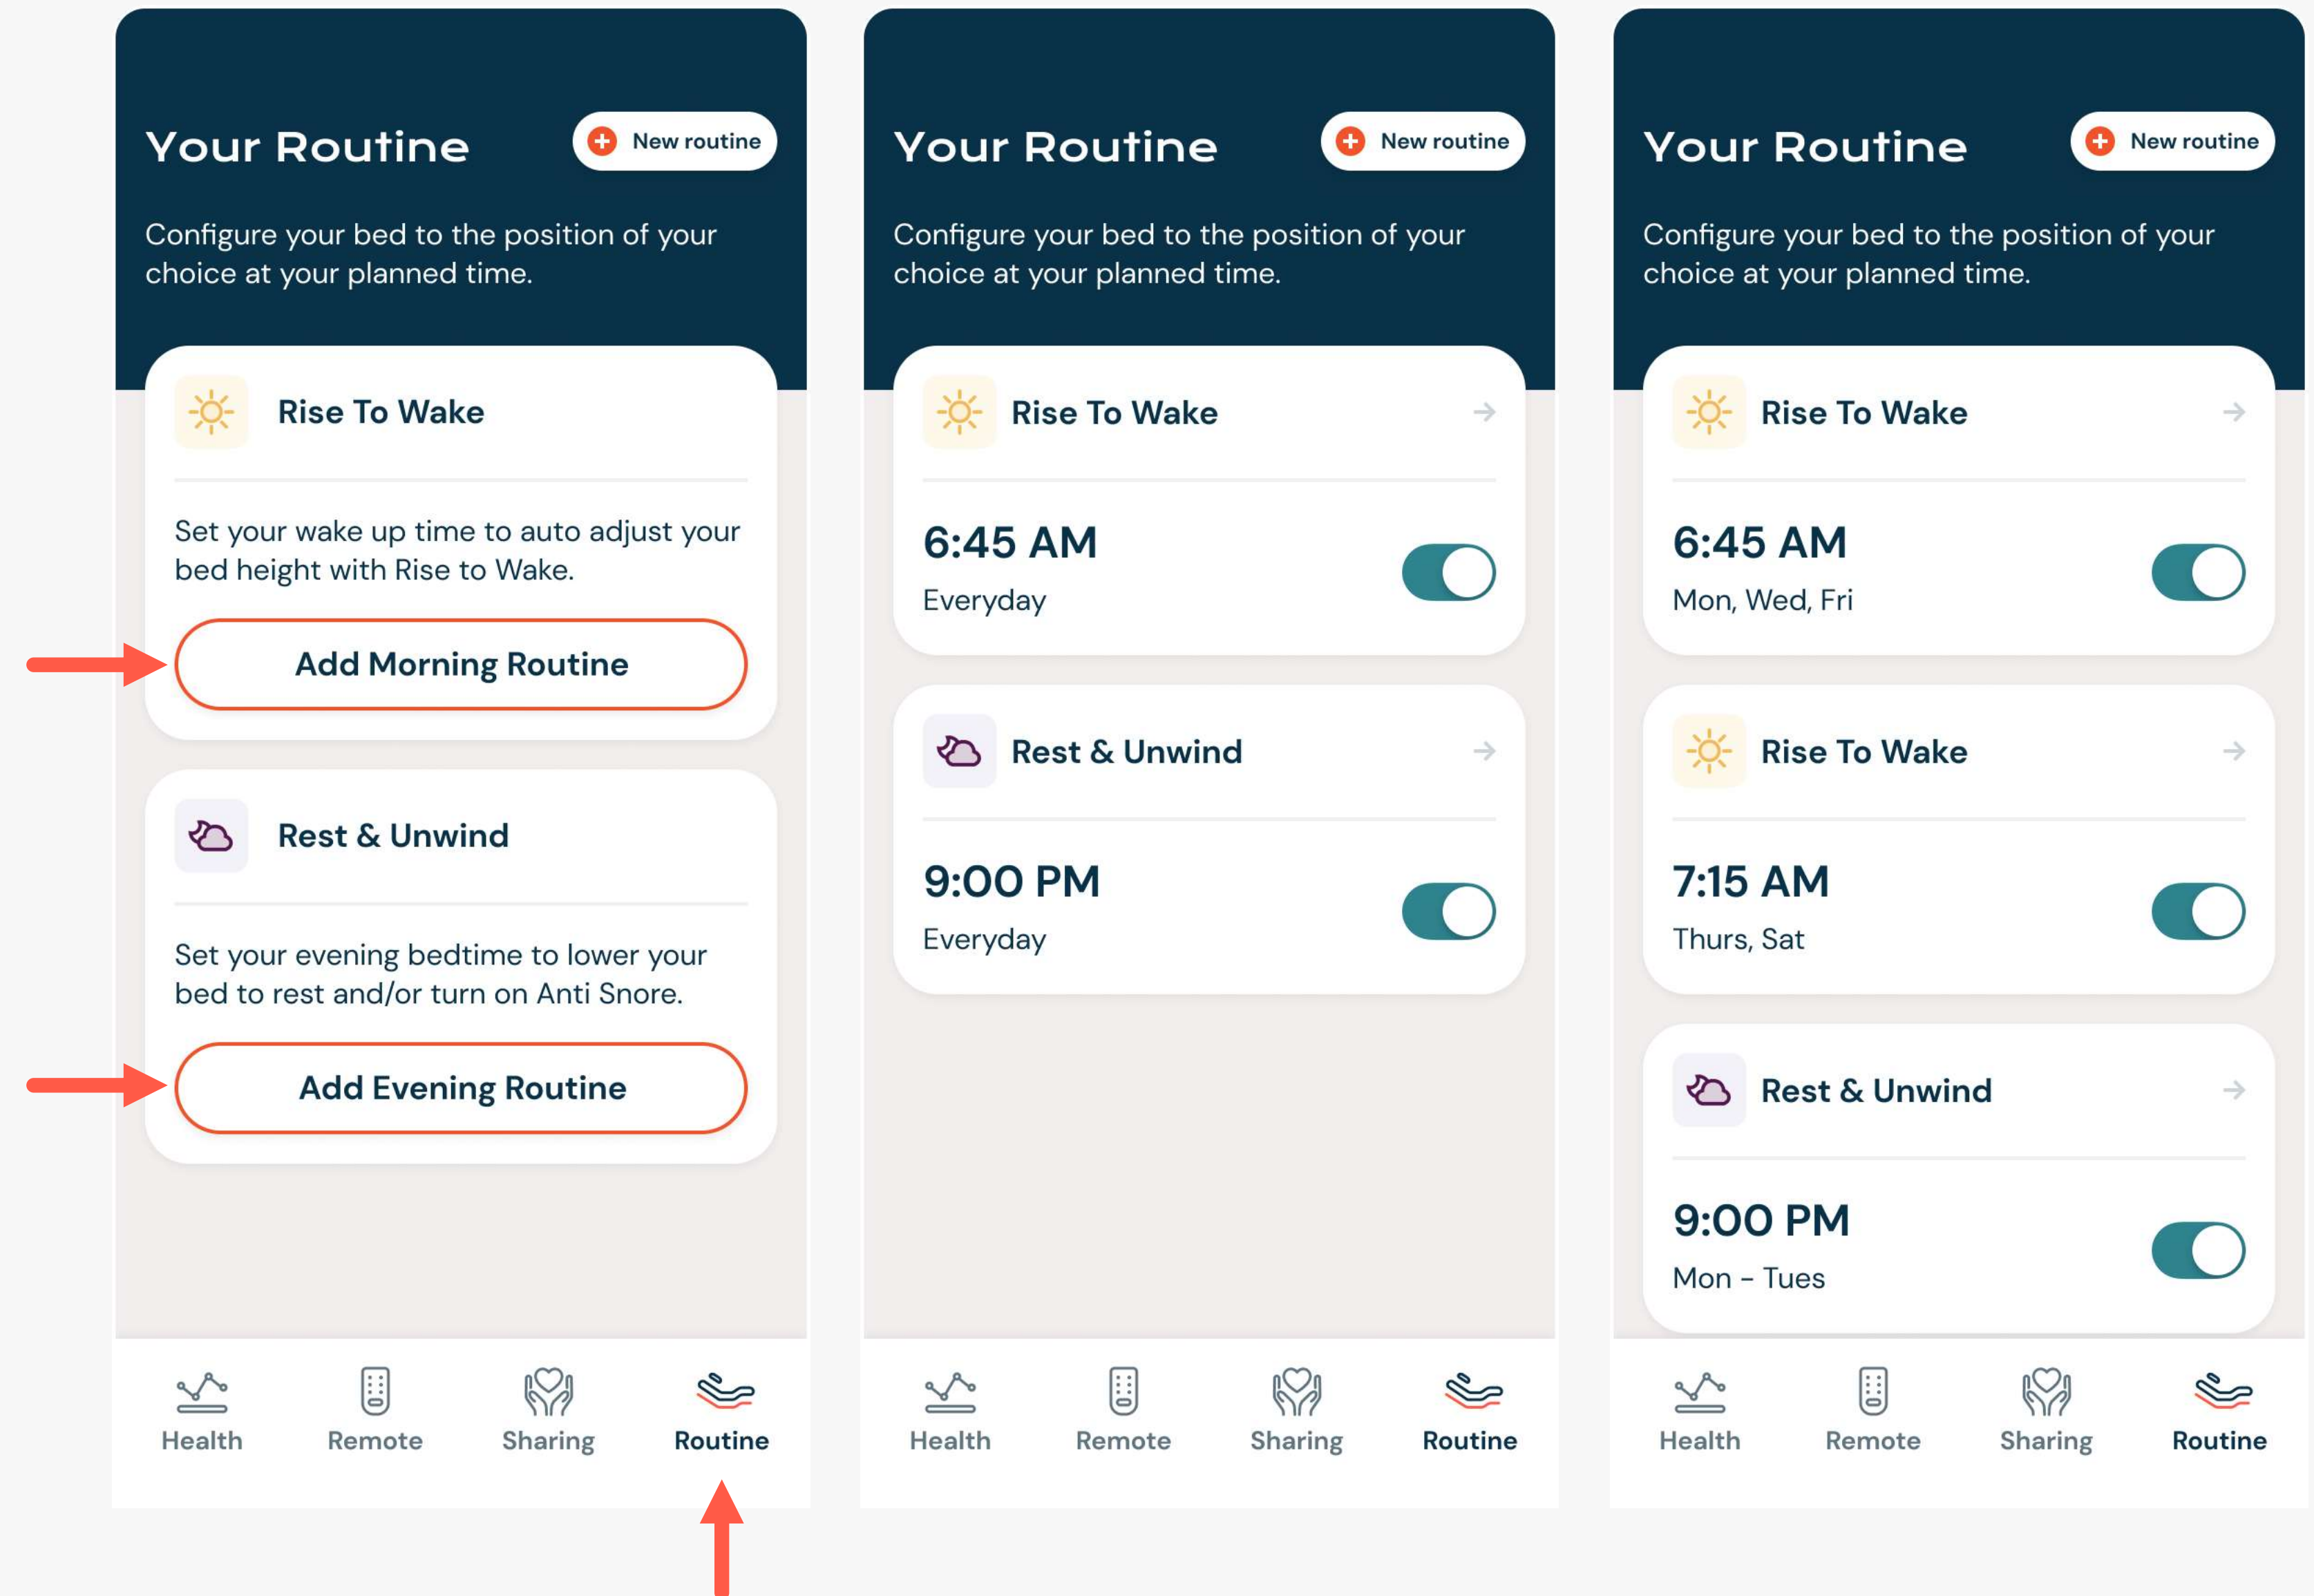 Your Routine
New routine
Configure your bed to the position of your
choice at your planned time.
Rise To Wake
Set your wake up time to auto adjust your
bed height with Rise to Wake.
Add Morning Routine
Rest & Unwind
Set your evening bedtime to lower your
bed to rest and/or turn on Anti Snore.
Add Evening Routine
Health
Remote
Sharing
Routine
Your Routine
New routine
Configure your bed to the position of your
choice at your planned time.
Rise To Wake
6:45 AM
Everyday
Rest & Unwind
9:00 PM
Everyday
Health
Remote
Sharing
Routine
Your Routine
New routine
Configure your bed to the position of your
choice at your planned time.
Rise To Wake
6:45 AM
Mon, Wed, Fri
Rise To Wake
7:15 AM
Thurs, Sat
Rest & Unwind
9:00 PM
Mon - Tues
Health
Remote
Sharing
Routine